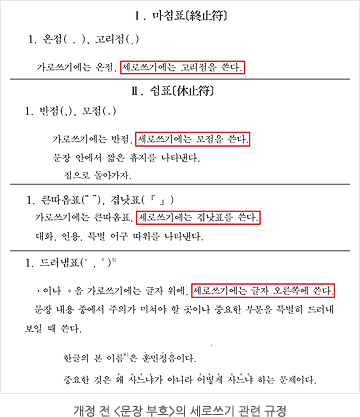 Ⅰ. 마침표〔終止符〕
1. 온점( . ), 고리점(。)
가로쓰기에는 온점, 세로쓰기에는 고리점을 쓴다.
Ⅱ. 쉼표〔休止符〕
1. 반점(,), 모점(、)
가로쓰기에는 반점, 세로쓰기에는 모점을 쓴다.
문장 안에서 짧은 휴지를 나타낸다.
집으로 돌아가자.
1. 큰따옴표(“ ”), 겹낫표(『 』)
가로쓰기에는 큰따옴표, 세로쓰기에는 겹낫표를 쓴다.
대화, 인용, 특별 어구 따위를 나타낸다.
1. 드러냄표(˙, °)
·이나 ∘을 가로쓰기에는 글자 위에, 세로쓰기에는 글자 오른쪽에 쓴다.
문장 내용 중에서 주의가 미쳐야 할 곳이나 중요한 부분을 특별히 드러내
보일 때 쓴다.
한글의 본 이름은 훈민정음이다.
중요한 것은 왜 사느냐가 아니라 어떻게 사느냐 하는 문제이다.
개정 전 <문장 부호>의 세로쓰기 관련 규정